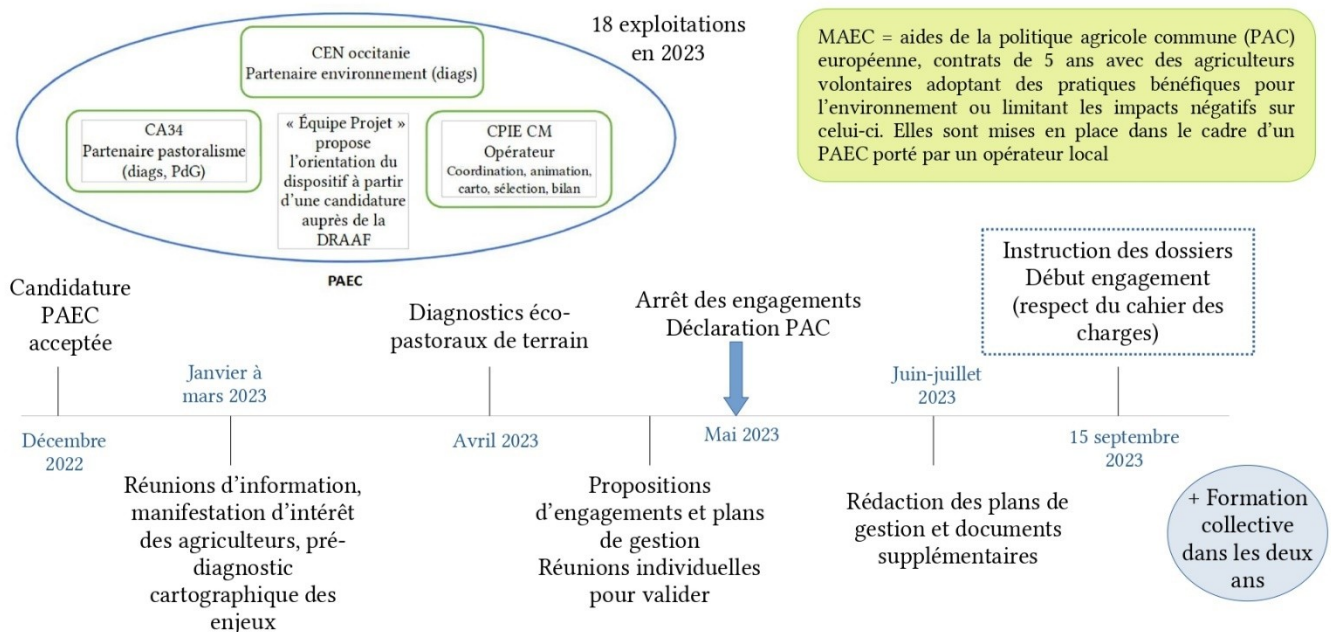 18 exploitations
en 2023
CEN occitanie
Partenaire environnement (diags)
CA34
Partenaire pastoralisme
(diags, PdG)
« Équipe Projet »
propose
l'orientation du
dispositif à partir
d'une candidature
auprès de la
DRAAF
CPIE CM
Opérateur
Coordination, animation,
carto, sélection, bilan
PAEC
MAEC = aides de la politique agricole commune (PAC)
européenne, contrats de 5 ans avec des agriculteurs
volontaires adoptant des pratiques bénéfiques pour
l'environnement ou limitant les impacts négatifs sur
celui-ci. Elles sont mises en place dans le cadre d'un
PAEC porté par un opérateur local
Candidature
PAEC
acceptée
Décembre
2022
Janvier à
mars 2023
Réunions d'information,
manifestation d'intérêt
des agriculteurs, pré-
diagnostic
cartographique des
enjeux
Diagnostics éco-
pastoraux de terrain
Avril 2023
Propositions
d'engagements et plans
de gestion
Réunions individuelles
pour valider
Arrêt des engagements
Déclaration PAC
Mai 2023
Juin-juillet
2023
Rédaction des plans de
gestion et documents
supplémentaires
Instruction des dossiers
Début engagement
(respect du cahier des
charges)
15 septembre
2023
+ Formation
collective
dans les deux
ans